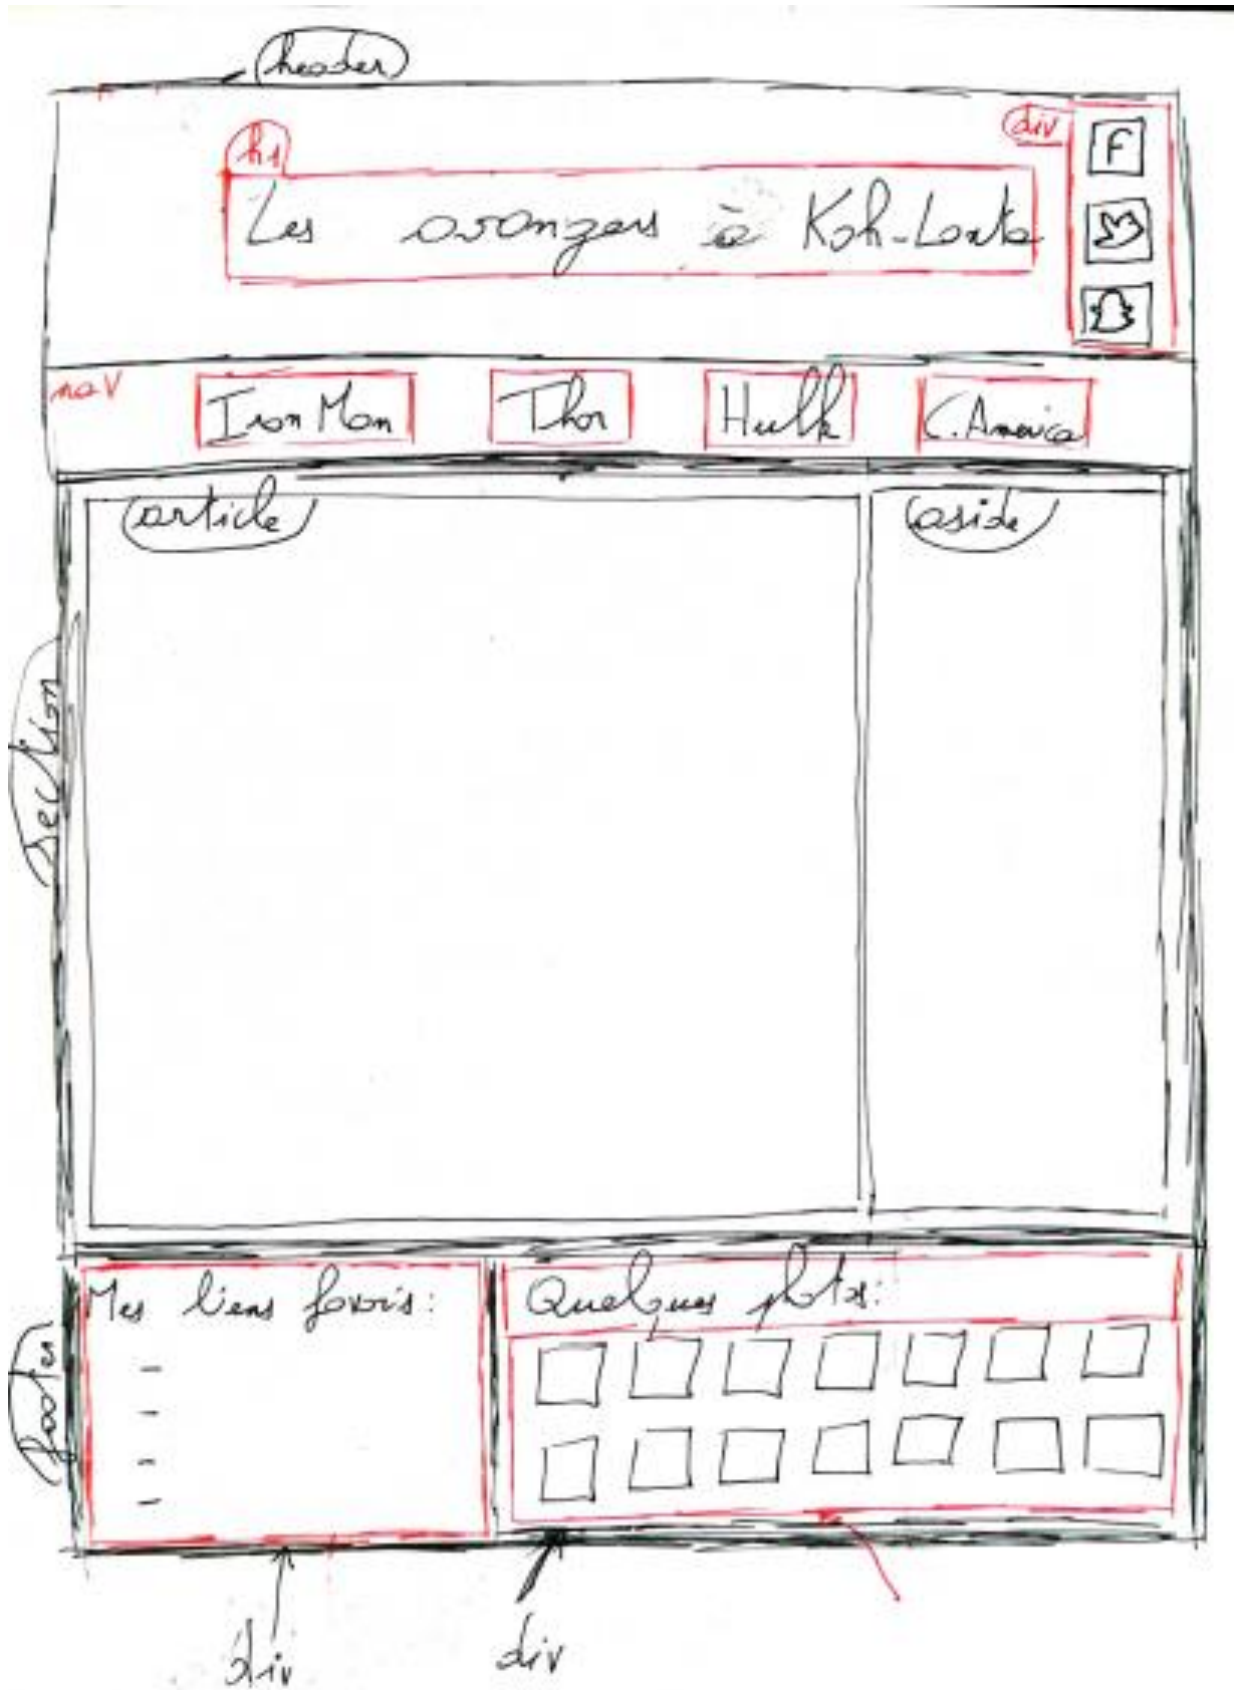 header
h1
div
F
Les avangers à Koh-Lanta
nav
Iron Man Thor Hulk C. America
article
aside
section
Mes liens favoris :
Quelques photos :
footer
div
div